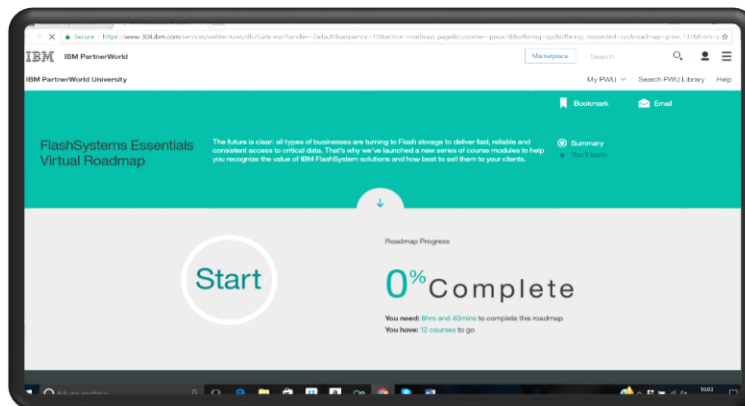 Secure
IBM PartnerWorld
Marketplace
Search
IBM PartnerWorld University
My PWU
Search PWU Library
Help
Bookmark
Email
FlashSystems Essentials
Virtual Roadmap
The future is clear: all types of businesses are turning to Flash storage to deliver fast, reliable and
consistent access to critical data. That's why we've launched a new series of course modules to help
you recognize the value of IBM FlashSystem solutions and how best to sell them to your clients.
Summary
You'll learn
Roadmap Progress
Start
0% Complete
You need: 8hrs and 40mins to complete this roadmap
You have: 12 courses to go
Ask me anything